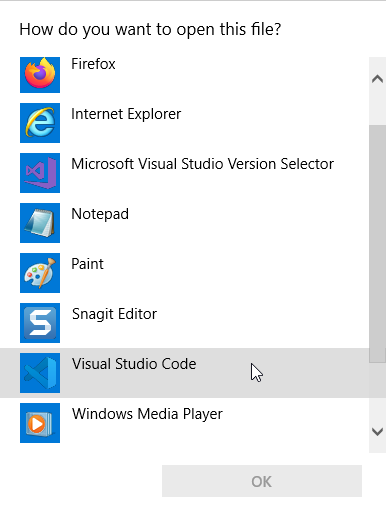 How do you want to open this file?
Firefox
Internet Explorer
Microsoft Visual Studio Version Selector
Notepad
Paint
Snagit Editor
Visual Studio Code
Windows Media Player
OK